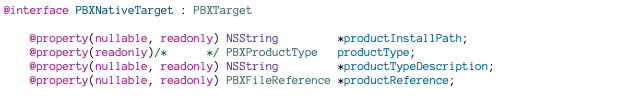 @interface PBXNativeTarget : PBXTarget
@property(nullable, readonly) NSString *productInstallPath;
@property(readonly)/* */ PBXProductType productType;
@property(nullable, readonly) NSString *productTypeDescription;
@property(nullable, readonly) PBXFileReference *productReference;